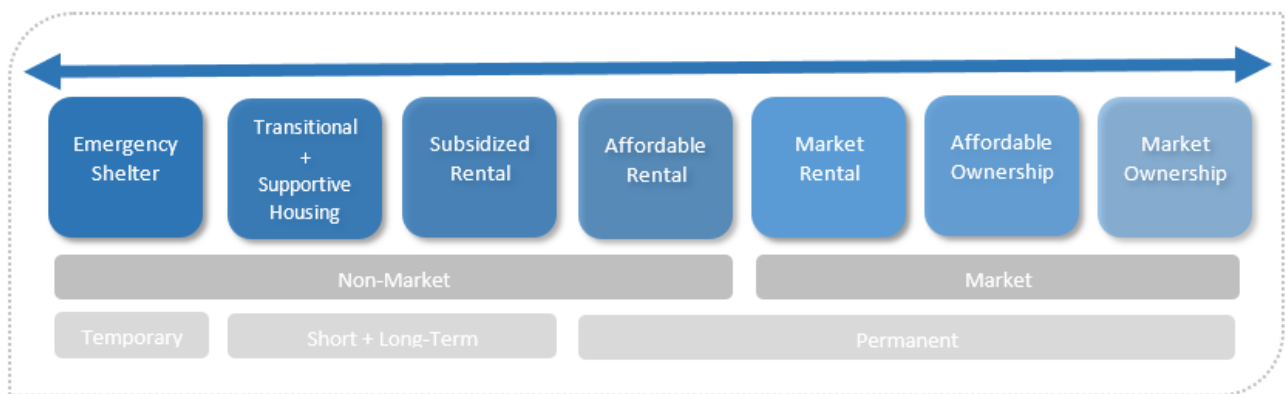 Emergency
Shelter
Transitional
+
Supportive
Housing
Subsidized
Rental
Affordable
Rental
Market
Rental
Affordable
Ownership
Market
Ownership
Non-Market
Market
Temporary
Short + Long-Term
Permanent